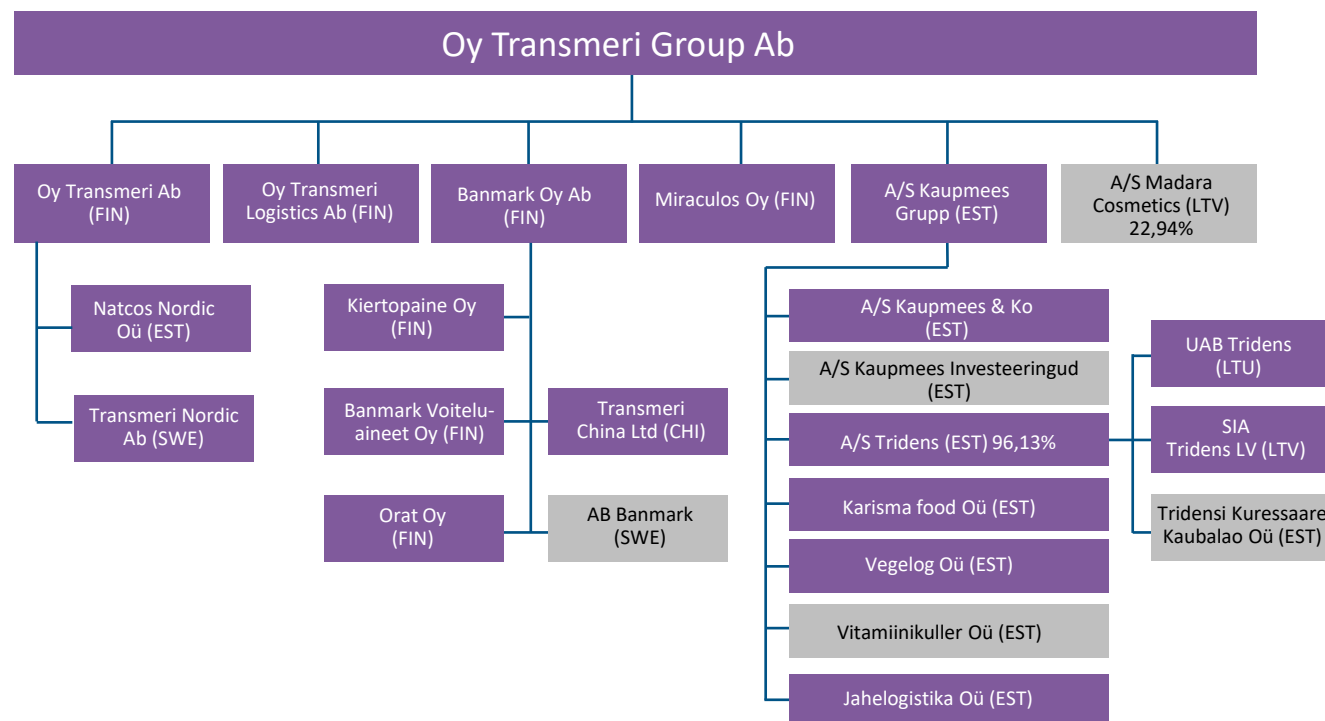 Oy Transmeri Group Ab
Oy Transmeri Ab
(FIN)
Oy Transmeri
Logistics Ab (FIN)
Banmark Oy Ab
(FIN)
Miraculos Oy (FIN)
A/S Kaupmees
Grupp (EST)
A/S Madara
Cosmetics (LTV)
22,94%
Natcos Nordic
Oü (EST)
Transmeri Nordic
Ab (SWE)
Kiertopaine Oy
(FIN)
Banmark Voitelu-
aineet Oy (FIN)
Transmeri
China Ltd (CHI)
Orat Oy
(FIN)
AB Banmark
(SWE)
A/S Kaupmees & Ko
(EST)
A/S Kaupmees Investeeringud
(EST)
A/S Tridens (EST) 96,13%
Karisma food Oü (EST)
Vegelog Oü (EST)
Vitamiinikuller Oü (EST)
Jahelogistika Oü (EST)
UAB Tridens
(LTU)
SIA
Tridens LV (LTV)
Tridensi Kuressaare
Kaubalao Oü (EST)